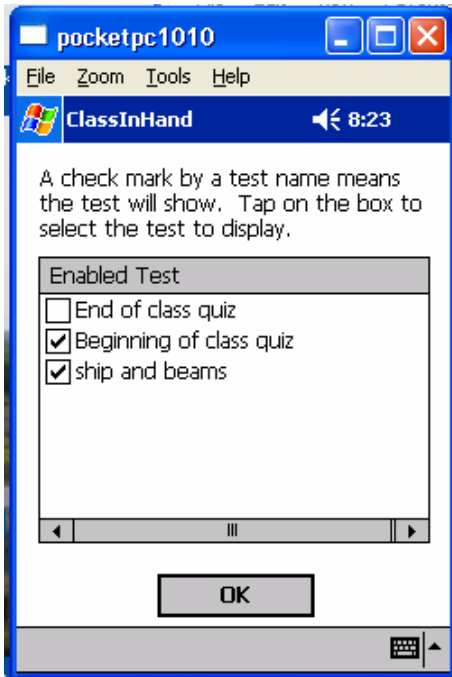 pocketpc1010
File Zoom Tools Help
ClassInHand 8:23
A check mark by a test name means
the test will show. Tap on the box to
select the test to display.
Enabled Test
End of class quiz
Beginning of class quiz
ship and beams
OK